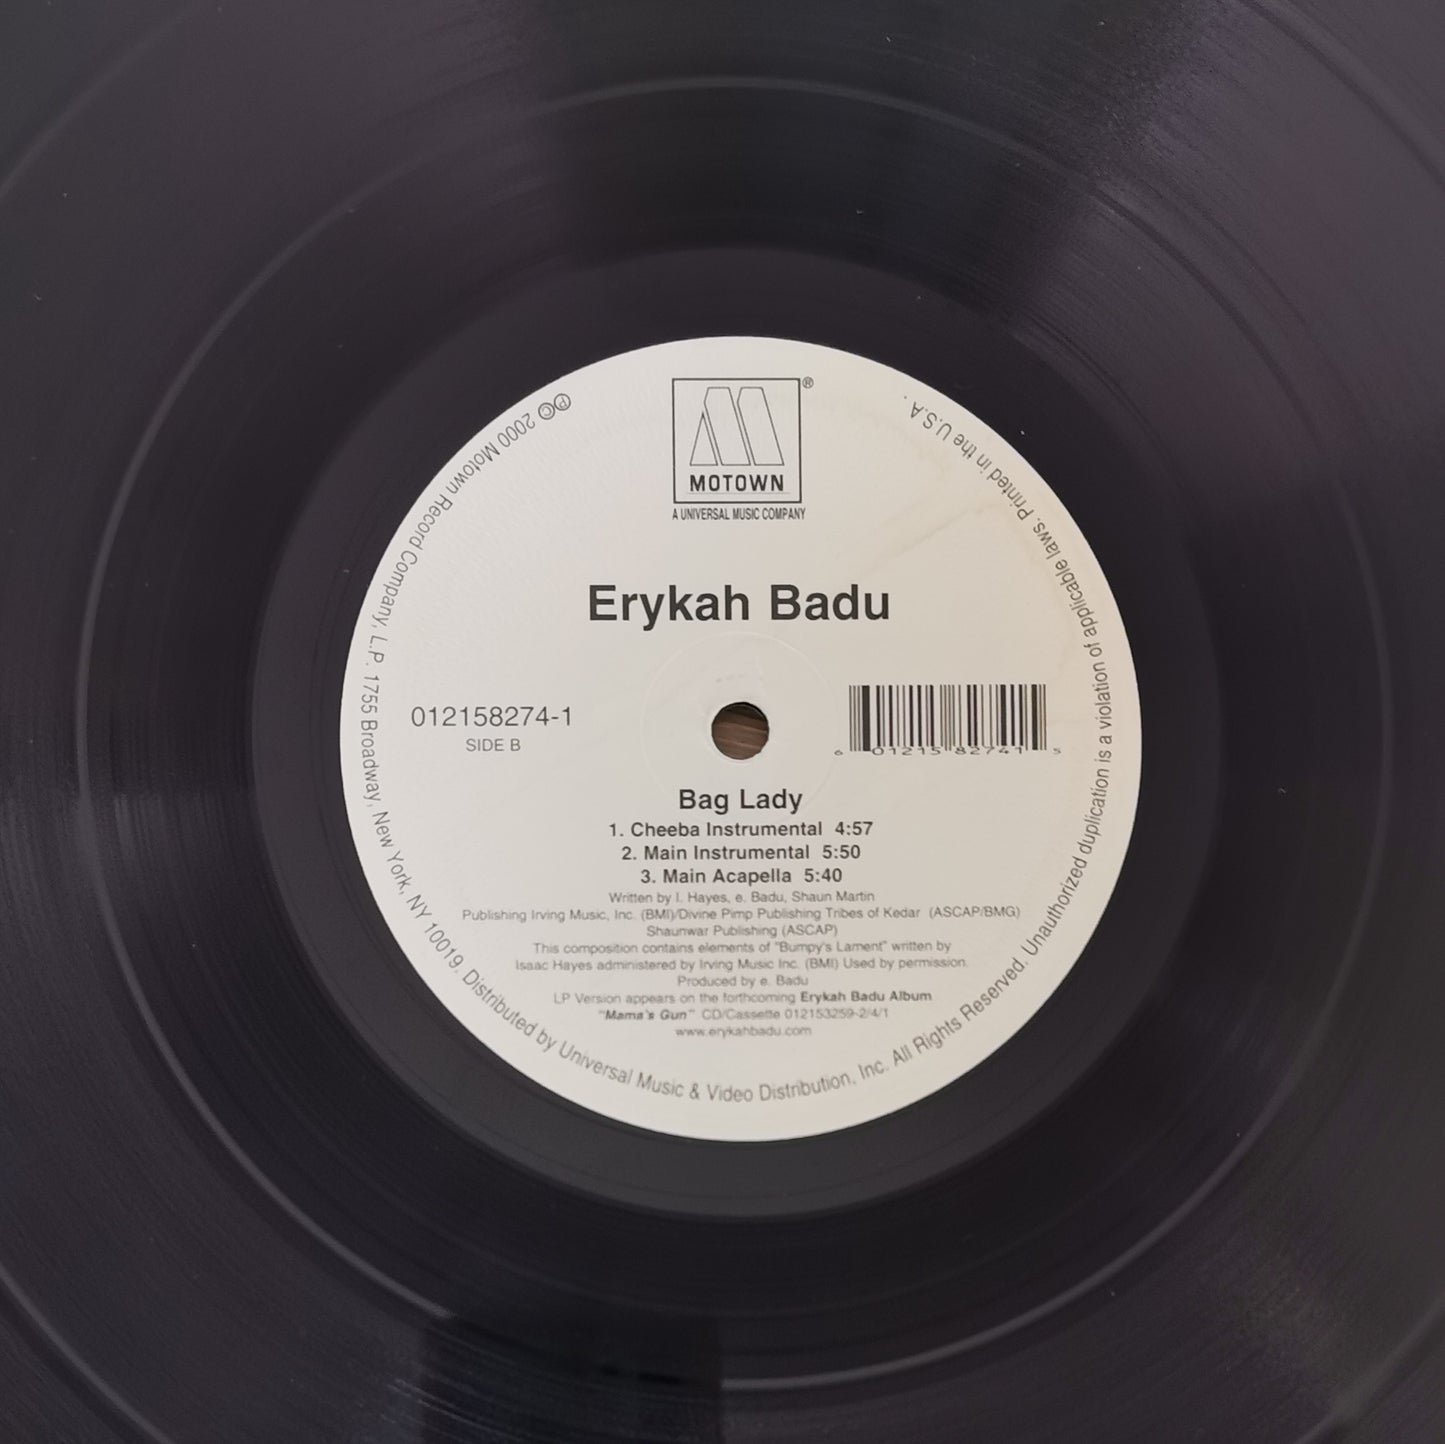 MOTOWN®
A UNIVERSAL MUSIC COMPANY
Erykah Badu
012158274-1
SIDE B
6 01215 82741 5
Bag Lady
1. Cheeba Instrumental 4:57
2. Main Instrumental 5:50
3. Main Acapella 5:40
Written by I. Hayes, e. Badu, Shaun Martin
Publishing Irving Music, Inc. (BMI)/Divine Pimp Publishing Tribes of Kedar (ASCAP/BMG)
Shaunwar Publishing (ASCAP)
This composition contains elements of "Bumpy's Lament" written by
Isaac Hayes administered by Irving Music Inc. (BMI) Used by permission.
Produced by e. Badu
LP Version appears on the forthcoming Erykah Badu Album
"Mama's Gun" CD/Cassette 012153259-2/4/1
www.erykahbadu.com
℗© 2000 Motown Record Company, L.P. 1755 Broadway, New York, NY 10019. Distributed by Universal Music & Video Distribution, Inc. All Rights Reserved. Unauthorized duplication is a violation of applicable laws. Printed in the U.S.A.